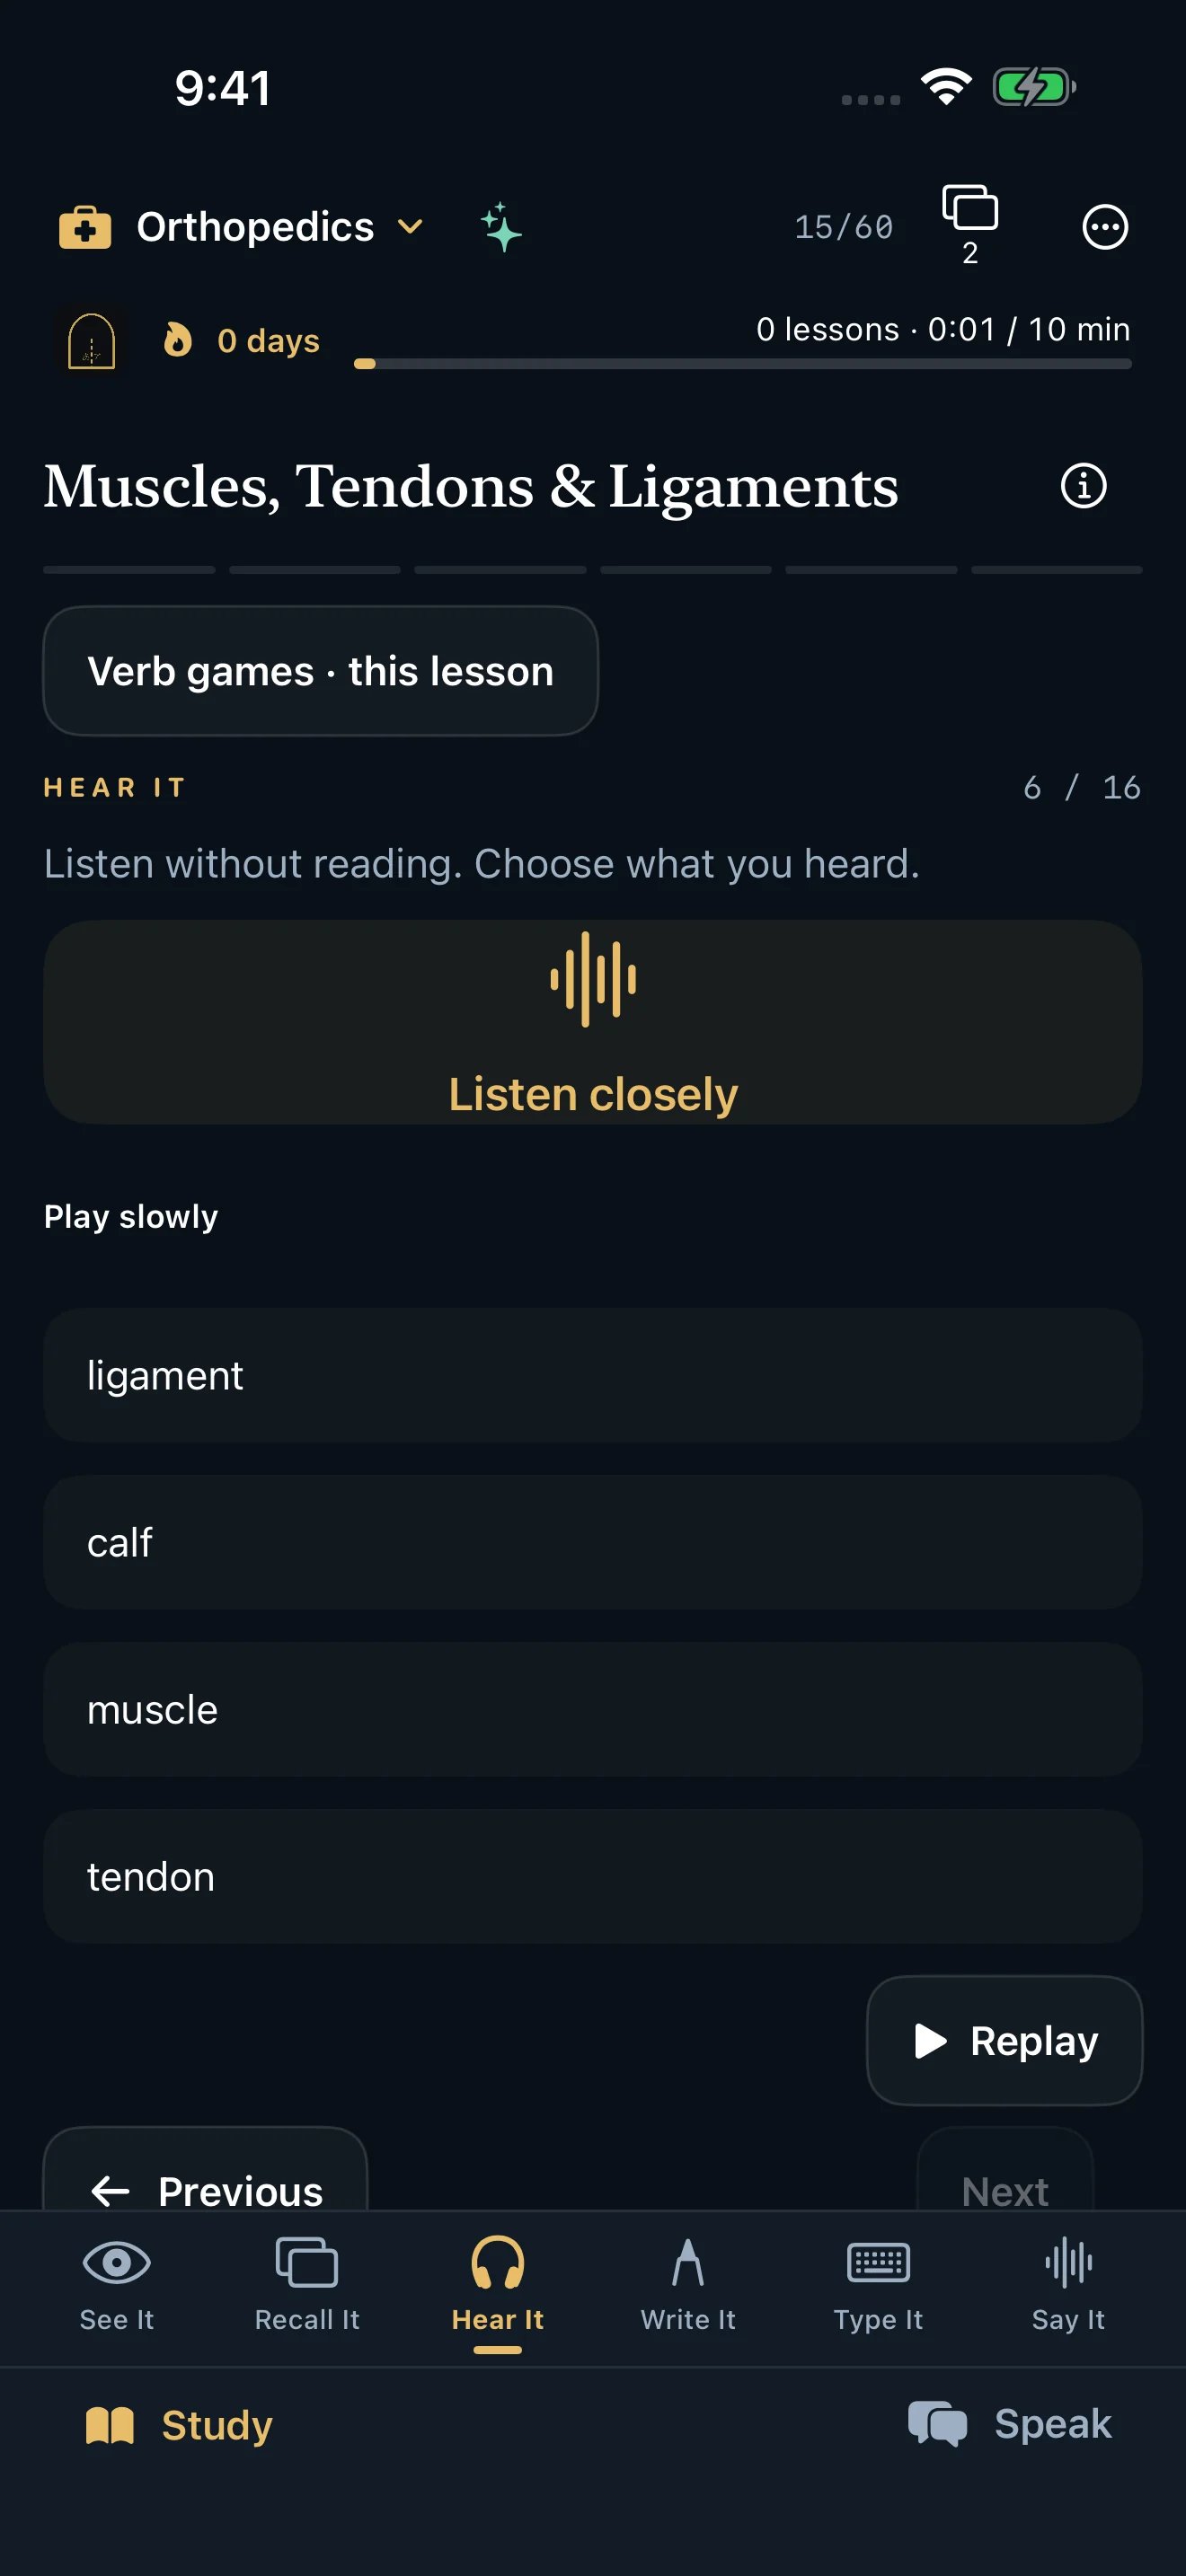 9:41
Orthopedics
15/60
2
0 days
0 lessons · 0:01 / 10 min
Muscles, Tendons & Ligaments
Verb games · this lesson
HEAR IT
6 / 16
Listen without reading. Choose what you heard.
Listen closely
Play slowly
ligament
calf
muscle
tendon
Replay
Previous
Next
See It
Recall It
Hear It
Write It
Type It
Say It
Study
Speak